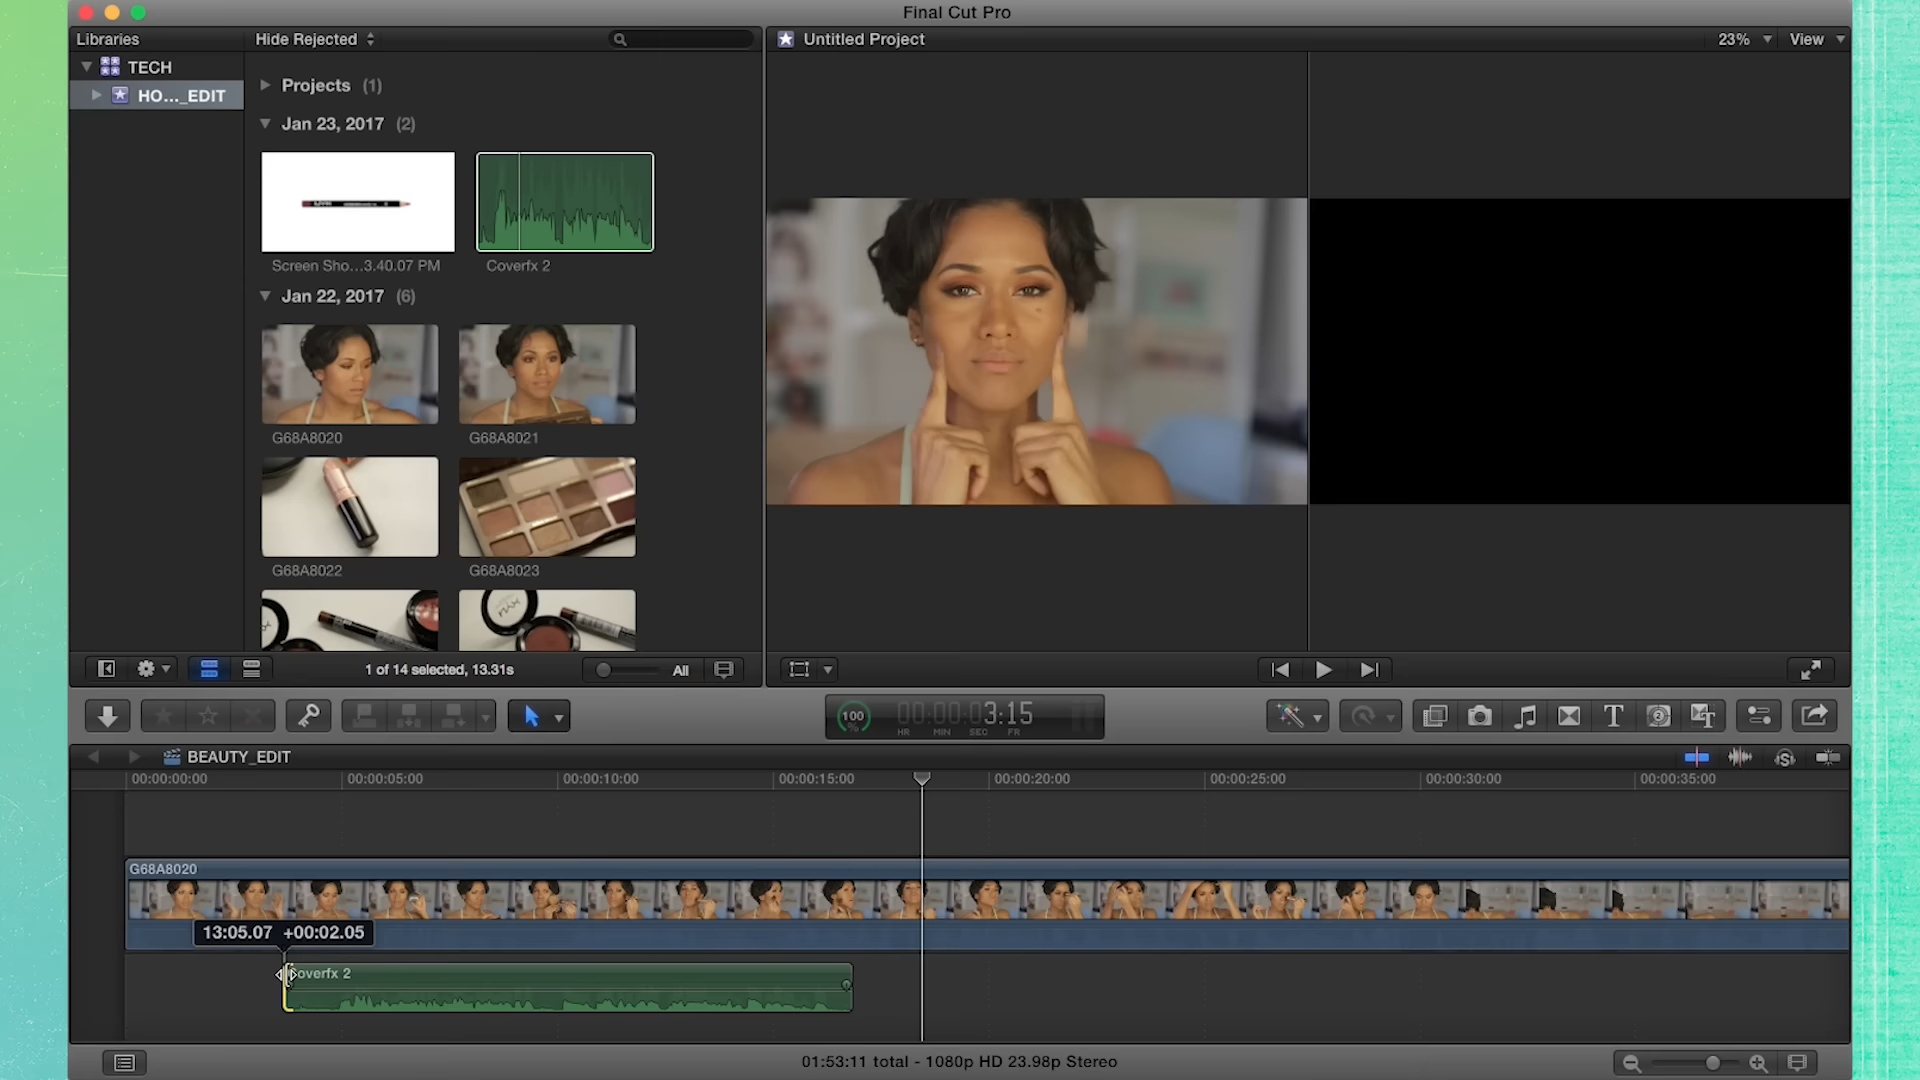 Final Cut Pro
Libraries
Hide Rejected
Untitled Project
23%
View
TECH
HO..._EDIT
Projects (1)
Jan 23, 2017 (2)
NYX
Screen Sho...3.40.07 PM
Coverfx 2
Jan 22, 2017 (6)
G68A8020
G68A8021
G68A8022
G68A8023
NYX
1 of 14 selected, 13.31s
All
100
%
00:00:03:15
HR MIN SEC FR
T
2
T
BEAUTY_EDIT
S
00:00:00:00
00:00:05:00
00:00:10:00
00:00:15:00
00:00:20:00
00:00:25:00
00:00:30:00
00:00:35:00
G68A8020
13:05.07 +00:02.05
overfx 2
01:53:11 total - 1080p HD 23.98p Stereo